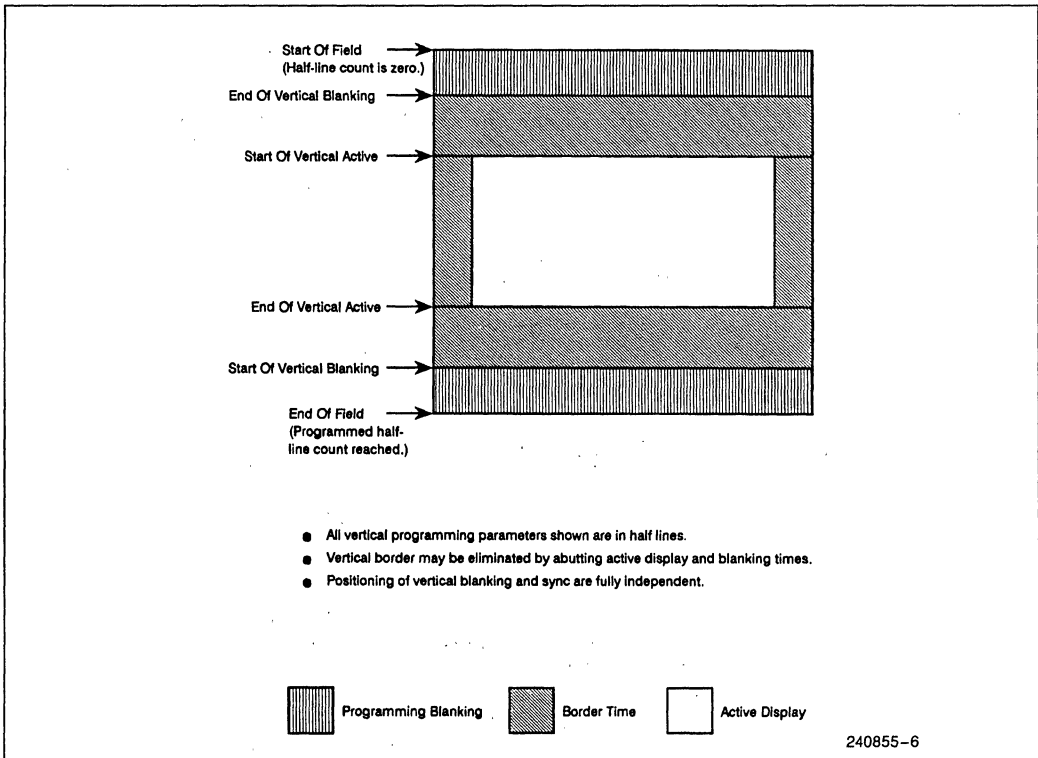 Start Of Field
(Half-line count is zero.)
End Of Vertical Blanking
Start Of Vertical Active
End Of Vertical Active
Start Of Vertical Blanking
End Of Field
(Programmed half-
line count reached.)
● All vertical programming parameters shown are in half lines.
● Vertical border may be eliminated by abutting active display and blanking times.
● Positioning of vertical blanking and sync are fully independent.
Programming Blanking
Border Time
Active Display
240855-6